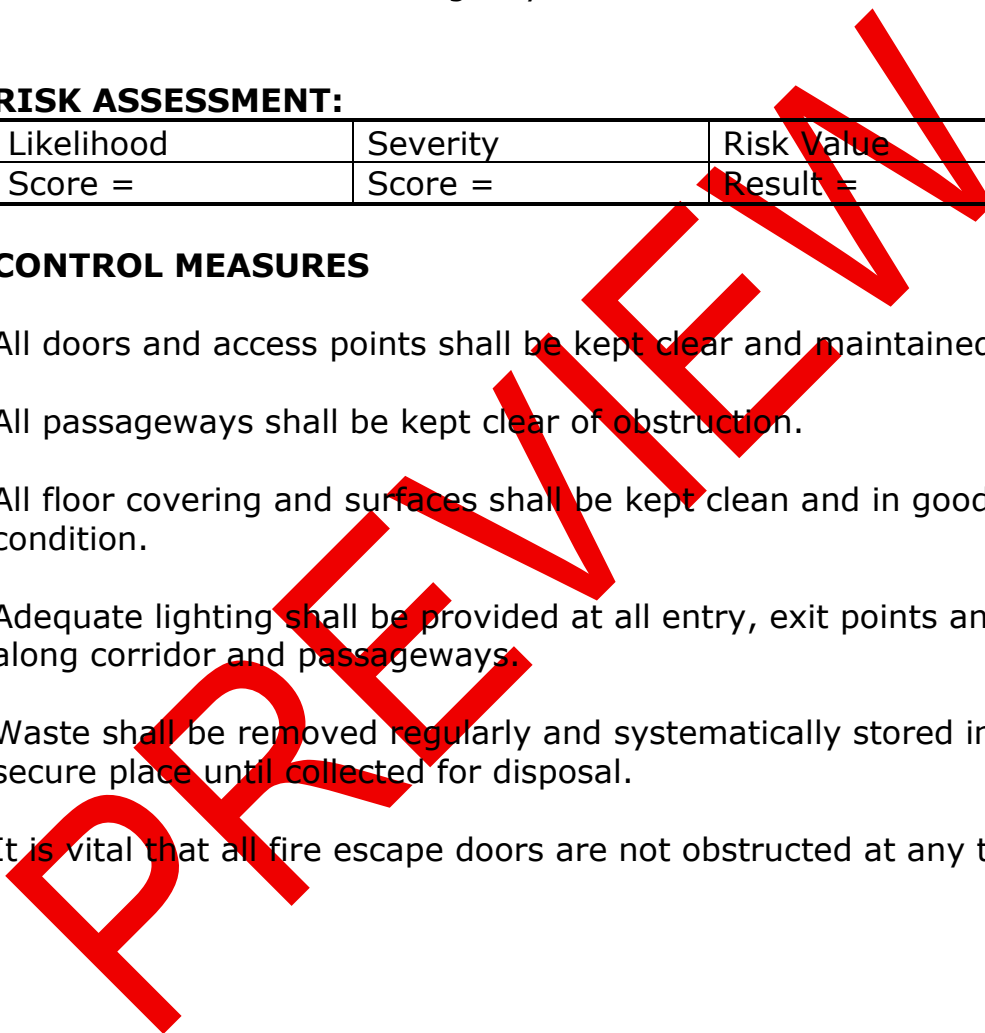 RISK ASSESSMENT:
Likelihood Severity Risk Value
Score = Score = Result =
CONTROL MEASURES
All doors and access points shall be kept clear and maintained
All passageways shall be kept clear of obstruction.
All floor covering and surfaces shall be kept clean and in good
condition.
Adequate lighting shall be provided at all entry, exit points an
along corridor and passageways.
Waste shall be removed regularly and systematically stored in
secure place until collected for disposal.
It is vital that all fire escape doors are not obstructed at any t
PREVIEW